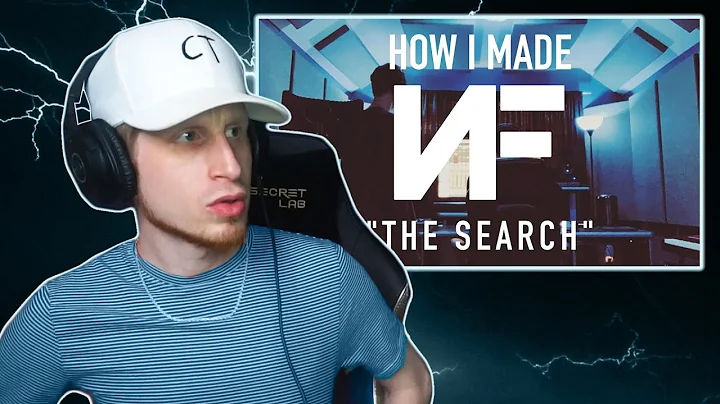 CT
SECRET
LAB
HOW I MADE
NF
"THE SEARCH"